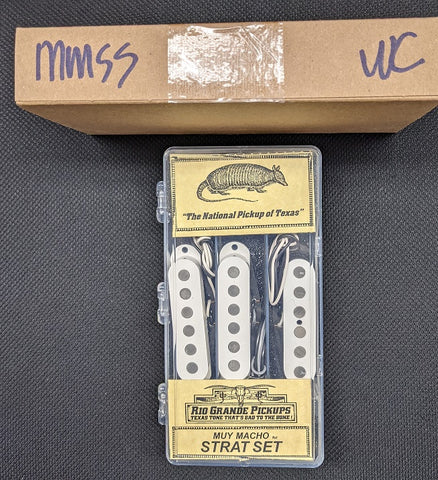 MMSS WC
"The National Pickup of Texas"
RIO GRANDE PICKUPS
TEXAS TONE THAT'S BAD TO THE BONE!
MUY MACHO
STRAT SET